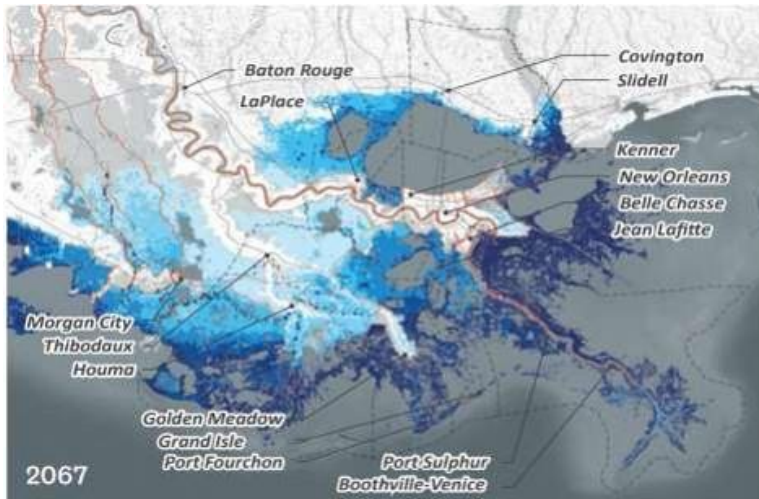 Baton Rouge
Covington
LaPlace
Slidell
Kenner
New Orleans
Belle Chasse
Jean Lafitte
Morgan City
Thibodaux
Houma
Golden Meadow
Grand Isle
Port Fourchon
Port Sulphur
Boothville-Venice
2067